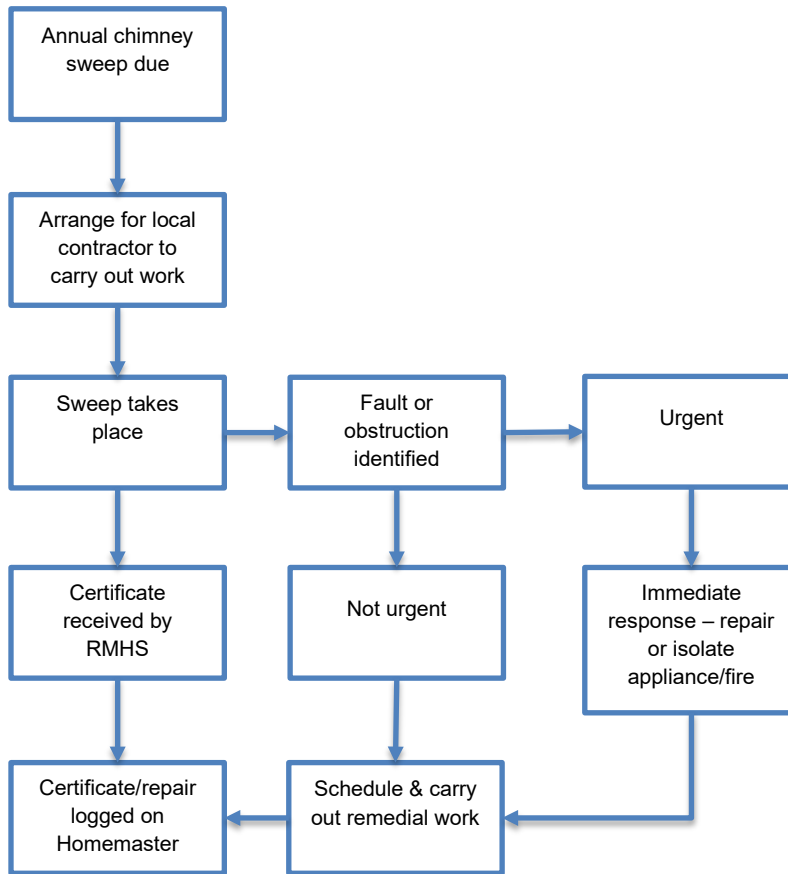 Annual chimney
sweep due
Arrange for local
contractor to
carry out work
Sweep takes
place
Fault or
obstruction
identified
Urgent
Certificate
received by
RMHS
Not urgent
Immediate
response – repair
or isolate
appliance/fire
Certificate/repair
logged on
Homemaster
Schedule & carry
out remedial work